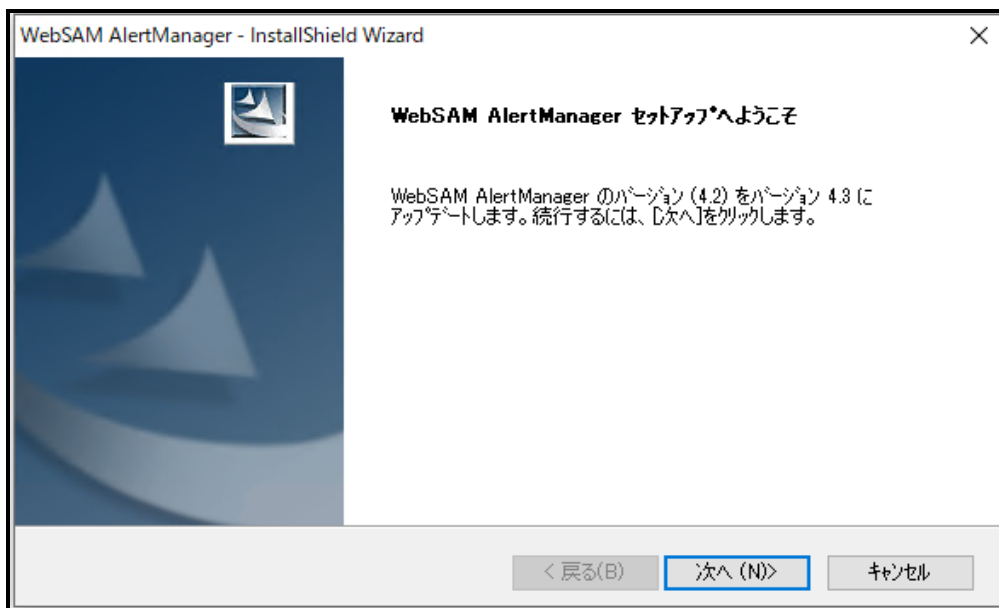 WebSAM AlertManager - InstallShield Wizard
WebSAM AlertManager セットアップへようこそ
WebSAM AlertManager のバージョン (4.2) をバージョン 4.3 に
アップデートします。続行するには、[次へ]をクリックします。
< 戻る(B)
次へ (N)>
キャンセル